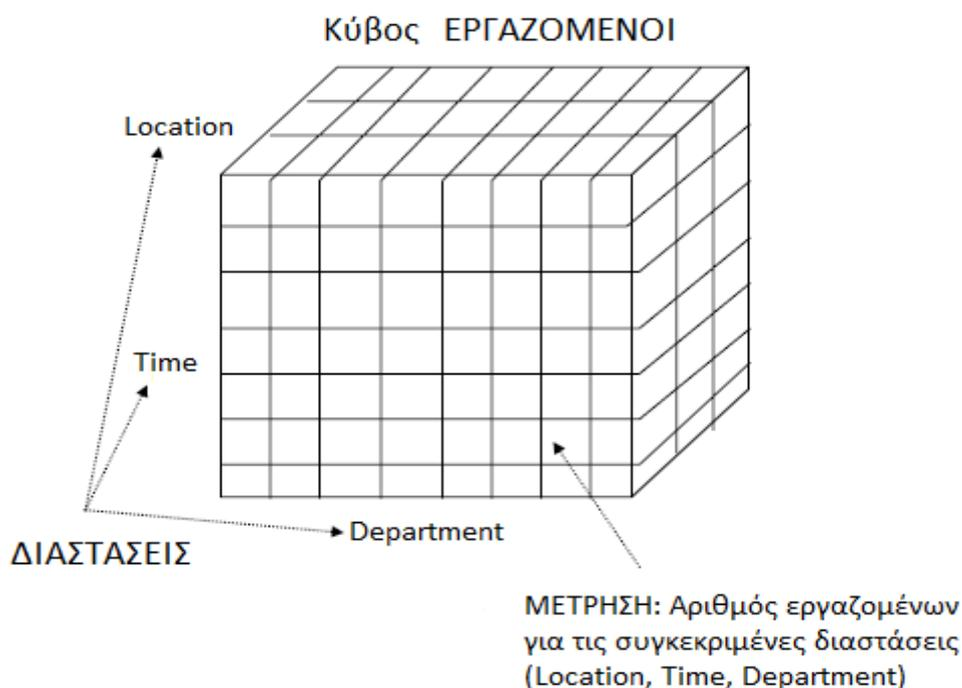 Κύβος ΕΡΓΑΖΟΜΕΝΟΙ
Location
Time
Department
ΔΙΑΣΤΑΣΕΙΣ
ΜΕΤΡΗΣΗ: Αριθμός εργαζομένων
για τις συγκεκριμένες διαστάσεις
(Location, Time, Department)